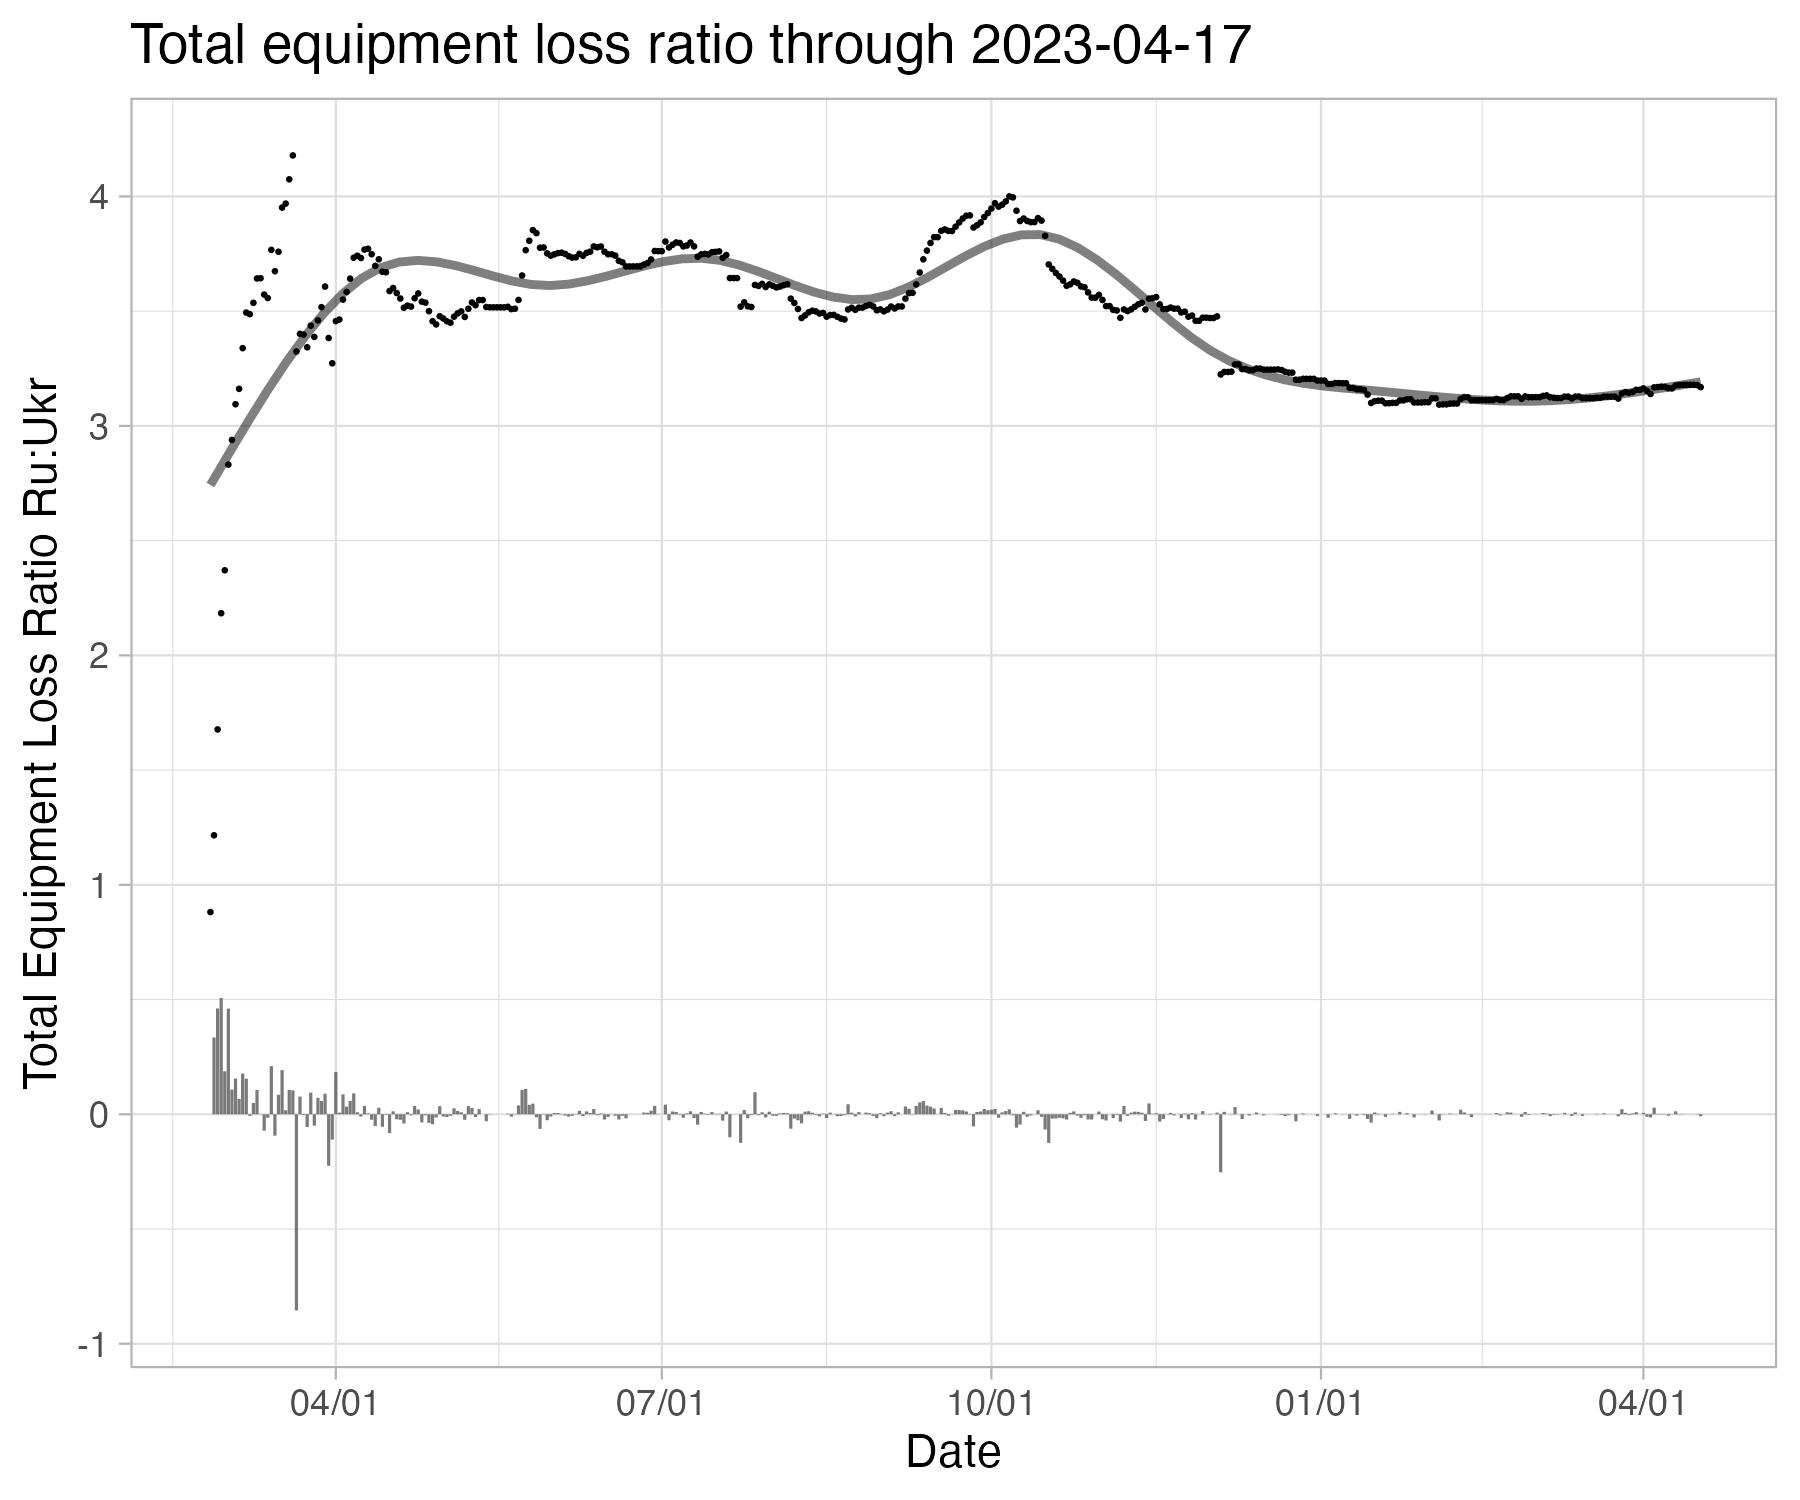 Total equipment loss ratio through 2023-04-17
Total Equipment Loss Ratio Ru:Ukr
4
3
2
1
0
-1
04/01 07/01 10/01 01/01 04/01
Date